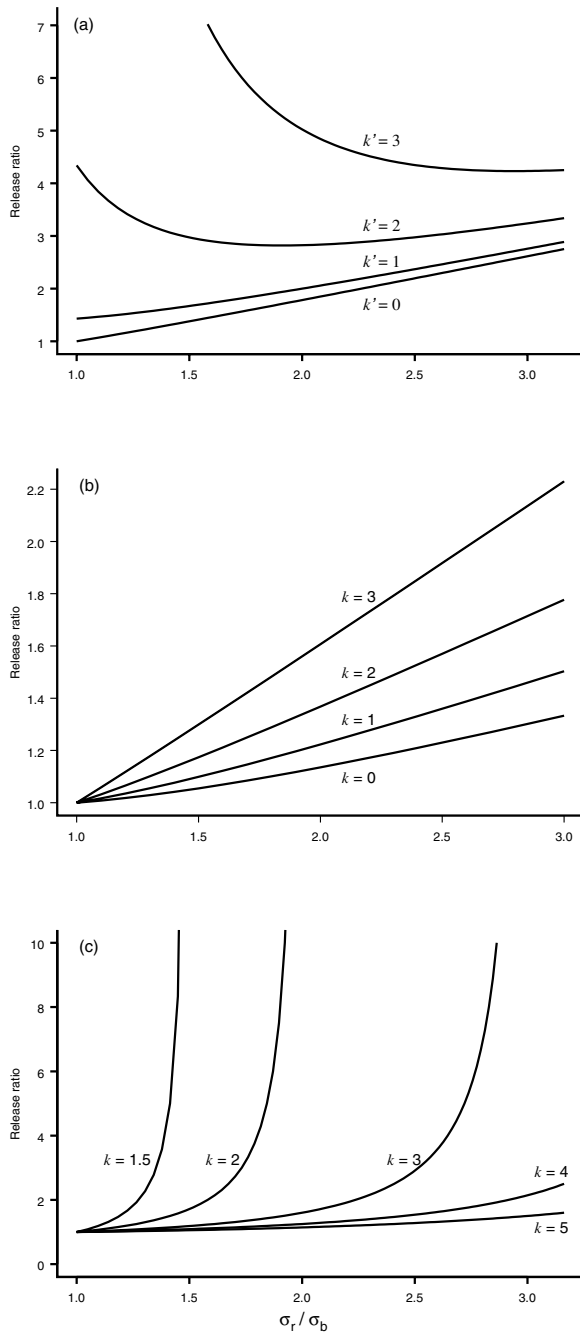 (a)
7
6
5
4
3
2
1
Release ratio
k' = 3
k' = 2
k' = 1
k' = 0
1.0 1.5 2.0 2.5 3.0
(b)
2.2
2.0
1.8
1.6
1.4
1.2
1.0
Release ratio
k = 3
k = 2
k = 1
k = 0
1.0 1.5 2.0 2.5 3.0
(c)
10
8
6
4
2
0
Release ratio
k = 1.5
k = 2
k = 3
k = 4
k = 5
1.0 1.5 2.0 2.5 3.0
σr / σb